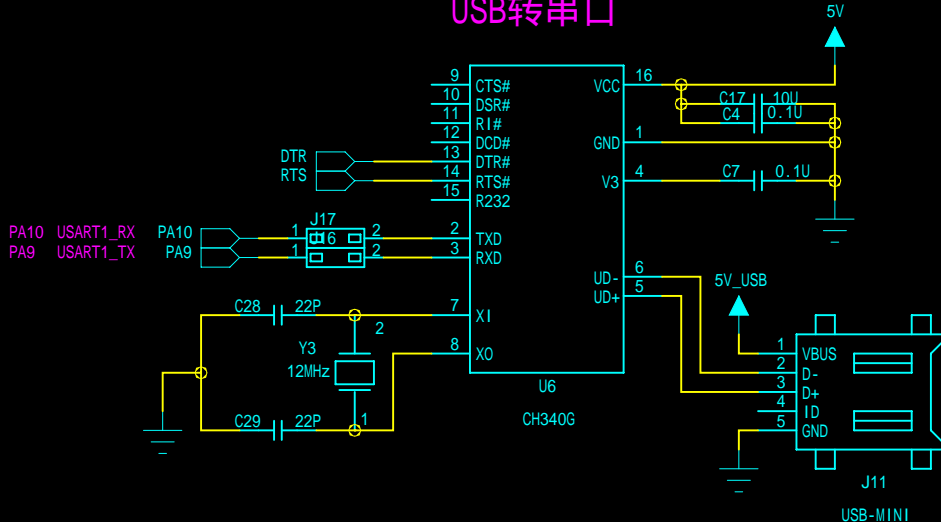 USB转串口
5V
9 CTS#
10 DSR#
11 RI#
12 DCD#
DTR 13 DTR#
RTS 14 RTS#
15 R232
VCC 16
C17 10U
C4 0.1U
GND 1
V3 4 C7 0.1U
J17
PA10 USART1_RX PA10 1 2 2 TXD
J16
PA9 USART1_TX PA9 1 2 3 RXD
UD- 6
UD+ 5
5V_USB
C28 22P 7 XI
2
Y3
12MHz
8 XO
1
C29 22P
U6
CH340G
1 VBUS
2 D-
3 D+
4 ID
5 GND
J11
USB-MINI